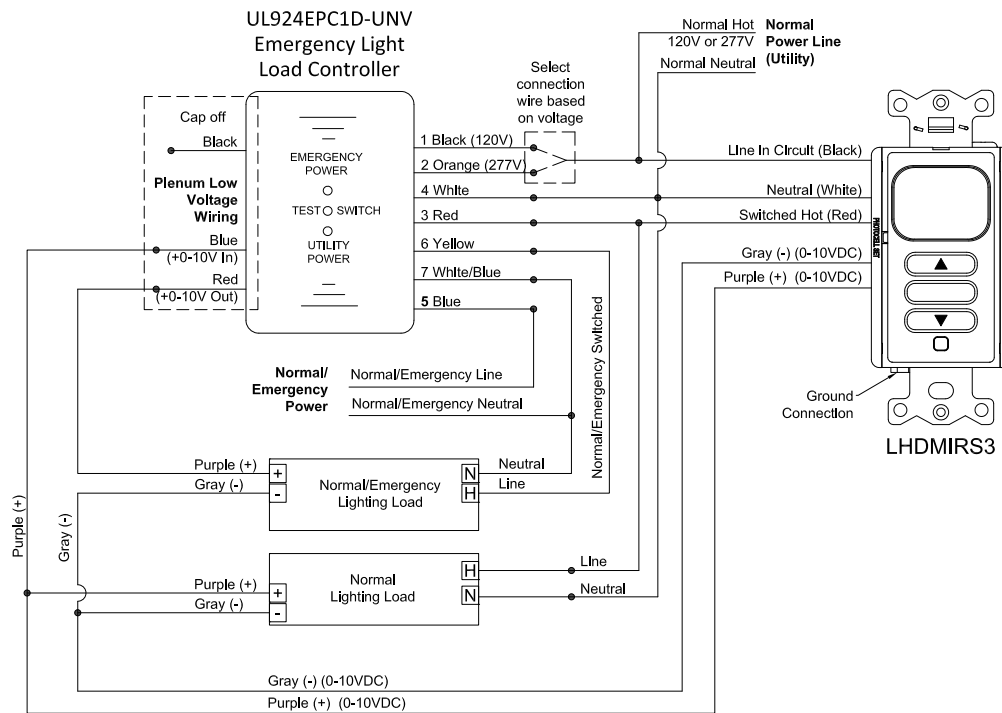 UL924EPC1D-UNV
Emergency Light
Load Controller
Normal Hot
120V or 277V
Normal Neutral
Normal
Power Line
(Utility)
Select
connection
wire based
on voltage
Cap off
Black
Plenum Low
Voltage
Wiring
Blue
(+0-10V In)
Red
(+0-10V Out)
EMERGENCY
POWER
TEST SWITCH
UTILITY
POWER
1 Black (120V)
2 Orange (277V)
4 White
3 Red
6 Yellow
7 White/Blue
5 Blue
Line In Circuit (Black)
Neutral (White)
Switched Hot (Red)
Gray (-) (0-10VDC)
Purple (+) (0-10VDC)
PHOTOCELL SET
Ground
Connection
LHDMIRS3
Normal/
Emergency
Power
Normal/Emergency Line
Normal/Emergency Neutral
Normal/Emergency Switched
Purple (+)
Gray (-)
+
-
Normal/Emergency
Lighting Load
N
H
Neutral
Line
Purple (+)
Gray (-)
Purple (+)
Gray (-)
+
-
Normal
Lighting Load
H
N
Line
Neutral
Gray (-) (0-10VDC)
Purple (+) (0-10VDC)